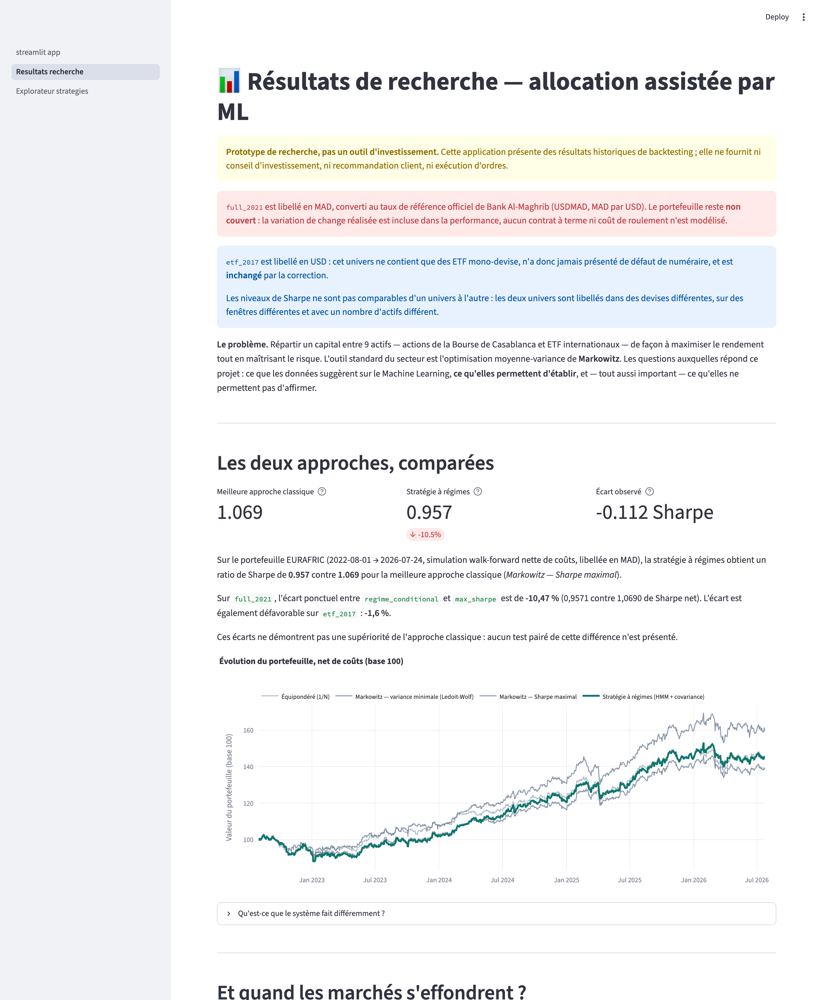 Deploy
streamlit app
Resultats recherche
Explorateur strategies
Résultats de recherche — allocation assistée par
ML
Prototype de recherche, pas un outil d'investissement. Cette application présente des résultats historiques de backtesting ; elle ne fournit ni
conseil d'investissement, ni recommandation client, ni exécution d'ordres.
full_2021 est libellé en MAD, converti au taux de référence officiel de Bank Al-Maghrib (USDMAD, MAD par USD). Le portefeuille reste non
couvert : la variation de change réalisée est incluse dans la performance, aucun contrat à terme ni coût de roulement n'est modélisé.
etf_2017 est libellé en USD : cet univers ne contient que des ETF mono-devise, n'a donc jamais présenté de défaut de numéraire, et est
inchangé par la correction.
Les niveaux de Sharpe ne sont pas comparables d'un univers à l'autre : les deux univers sont libellés dans des devises différentes, sur des
fenêtres différentes et avec un nombre d'actifs différent.
Le problème. Répartir un capital entre 9 actifs — actions de la Bourse de Casablanca et ETF internationaux — de façon à maximiser le rendement
tout en maîtrisant le risque. L'outil standard du secteur est l'optimisation moyenne-variance de Markowitz. Les questions auxquelles répond ce
projet : ce que les données suggèrent sur le Machine Learning, ce qu'elles permettent d'établir, et — tout aussi important — ce qu'elles ne
permettent pas d'affirmer.
Les deux approches, comparées
Meilleure approche classique
1.069
Stratégie à régimes
0.957
↓ -10.5%
Écart observé
-0.112 Sharpe
Sur le portefeuille EURAFRIC (2022-08-01 → 2026-07-24, simulation walk-forward nette de coûts, libellée en MAD), la stratégie à régimes obtient un
ratio de Sharpe de 0.957 contre 1.069 pour la meilleure approche classique (Markowitz — Sharpe maximal).
Sur full_2021 , l'écart ponctuel entre regime_conditional et max_sharpe est de -10,47 % (0,9571 contre 1,0690 de Sharpe net). L'écart est
également défavorable sur etf_2017 : -1,6 %.
Ces écarts ne démontrent pas une supériorité de l'approche classique : aucun test pairé de cette différence n'est présenté.
Évolution du portefeuille, net de coûts (base 100)
Équipondéré (1/N) Markowitz — variance minimale (Ledoit-Wolf) Markowitz — Sharpe maximal Stratégie à régimes (HMM + covariance)
Valeur du portefeuille (base 100)
160
140
120
100
Jan 2023 Jul 2023 Jan 2024 Jul 2024 Jan 2025 Jul 2025 Jan 2026 Jul 2026
Qu'est-ce que le système fait différemment ?
Et quand les marchés s'effondrent ?